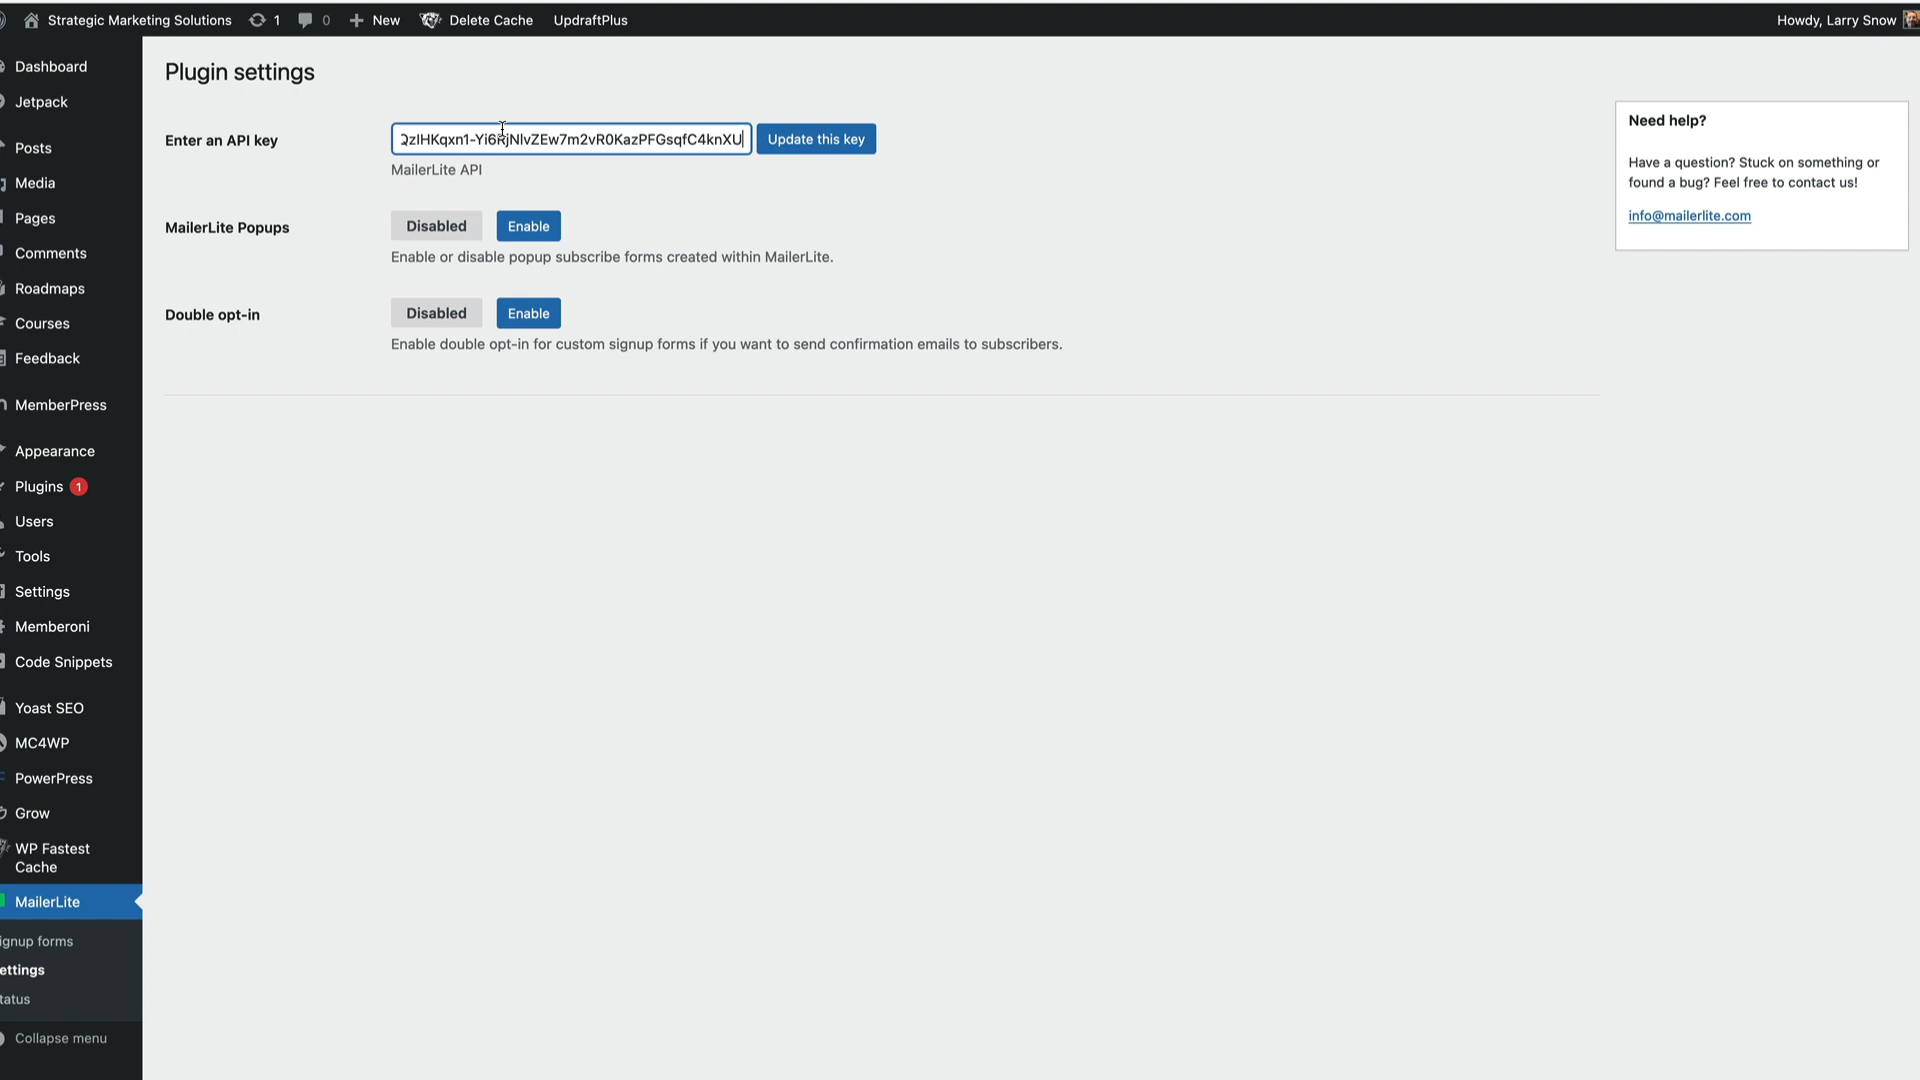 Strategic Marketing Solutions 1 0 New Delete Cache UpdraftPlus Howdy, Larry Snow
Dashboard
Jetpack
Posts
Media
Pages
Comments
Roadmaps
Courses
Feedback
MemberPress
Appearance
Plugins 1
Users
Tools
Settings
Memberoni
Code Snippets
Yoast SEO
MC4WP
PowerPress
Grow
WP Fastest
Cache
MailerLite
ignup forms
ettings
tatus
Collapse menu
Plugin settings
Enter an API key QzlHKqxn1-Yi6RjNlvZEw7m2vR0KazPFGsqfC4knXU Update this key
MailerLite API
MailerLite Popups Disabled Enable
Enable or disable popup subscribe forms created within MailerLite.
Double opt-in Disabled Enable
Enable double opt-in for custom signup forms if you want to send confirmation emails to subscribers.
Need help?
Have a question? Stuck on something or
found a bug? Feel free to contact us!
info@mailerlite.com